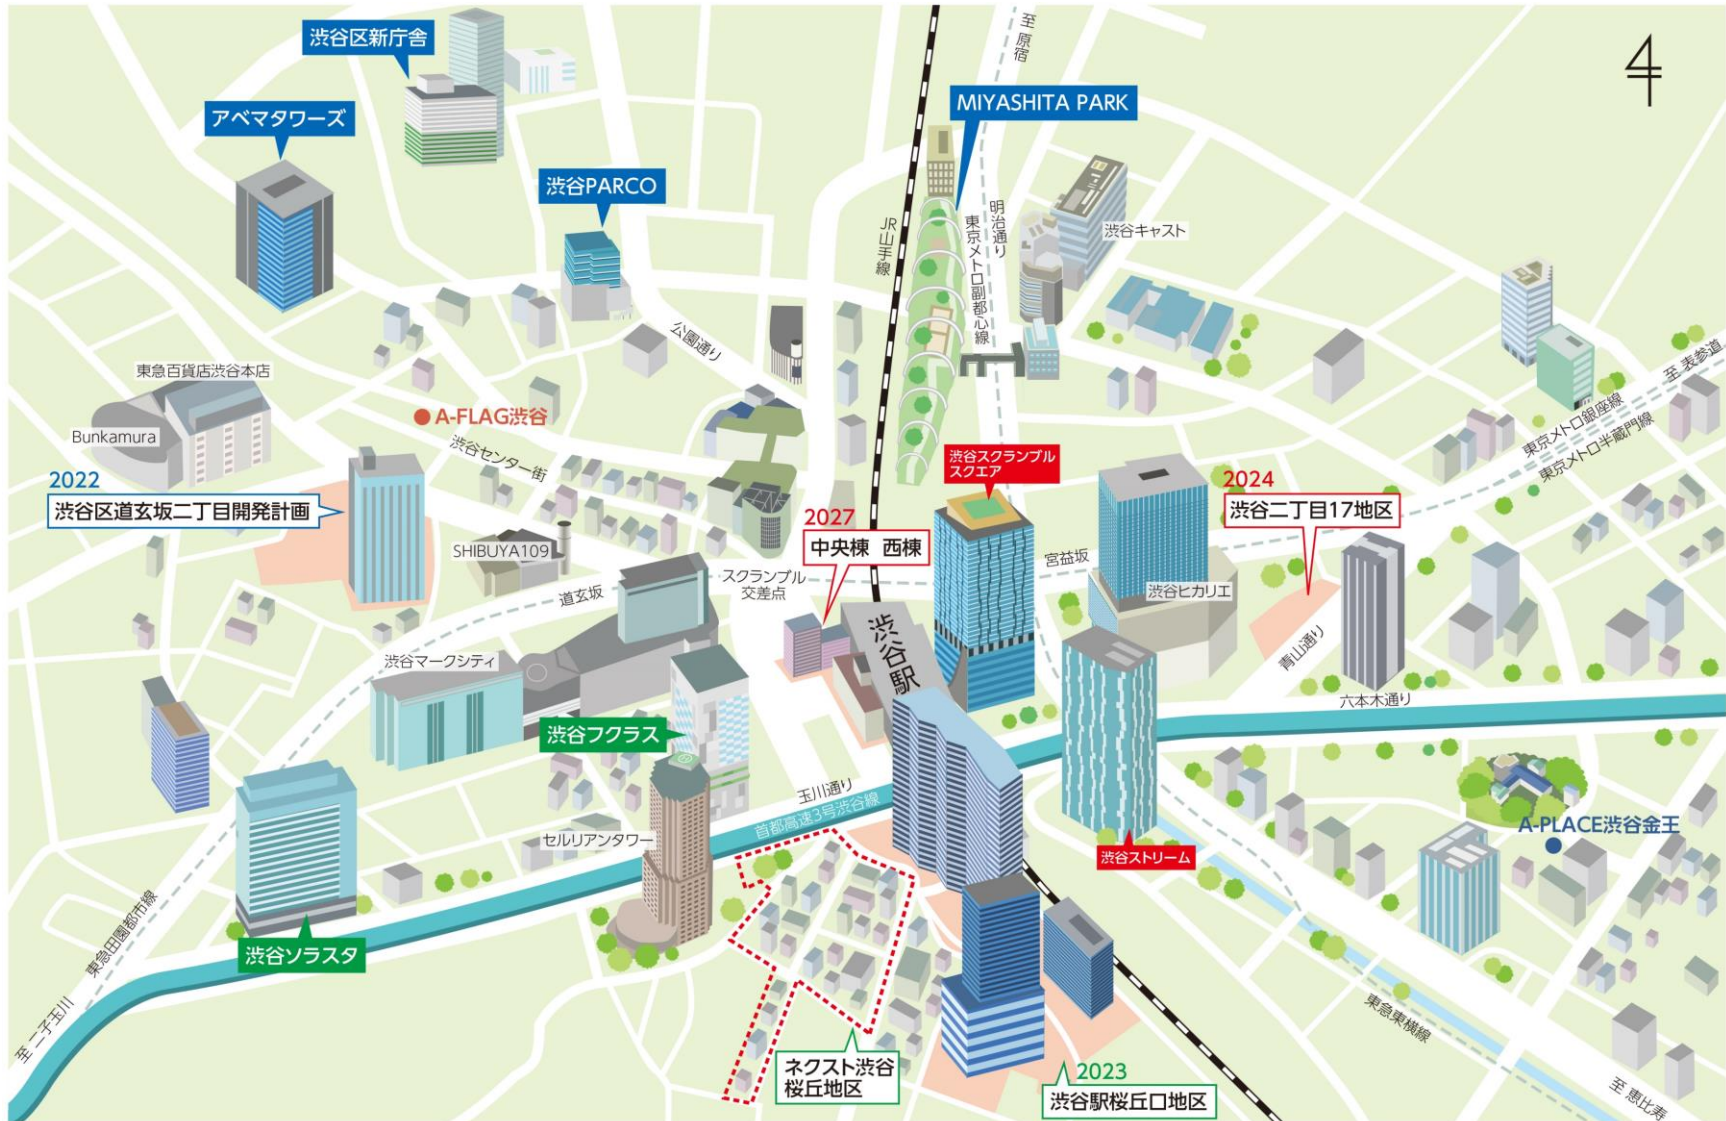 至 原宿
渋谷区新庁舎
アベマタワーズ
MIYASHITA PARK
渋谷PARCO
JR山手線
東京メトロ副都心線
明治通り
渋谷キャスト
公園通り
東急百貨店渋谷本店
Bunkamura
A-FLAG渋谷
渋谷センター街
至 表参道
東京メトロ銀座線
東京メトロ半蔵門線
2022
渋谷区道玄坂二丁目開発計画
渋谷スクランブル
スクエア
2024
渋谷二丁目17地区
2027
中央棟 西棟
SHIBUYA109
スクランブル
交差点
道玄坂
宮益坂
渋谷ヒカリエ
渋谷駅
青山通り
六本木通り
渋谷マークシティ
渋谷フクラス
玉川通り
首都高速3号渋谷線
セルリアンタワー
渋谷ストリーム
A-PLACE渋谷金王
東急田園都市線
渋谷ソラスタ
至 二子玉川
東急東横線
ネクスト渋谷
桜丘地区
2023
渋谷駅桜丘口地区
至 恵比寿